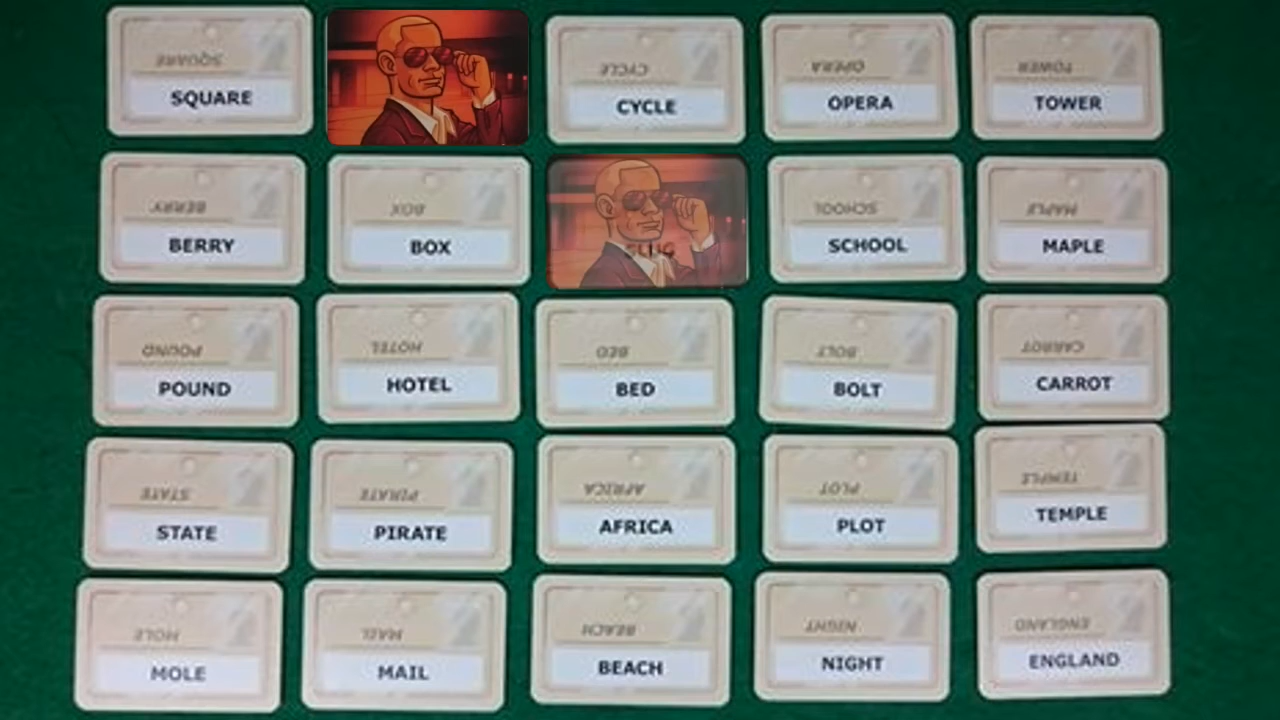 SQUARE
SQUARE
CYCLE
CYCLE
OPERA
OPERA
TOWER
TOWER
BERRY
BERRY
BOX
BOX
SLUG
SCHOOL
SCHOOL
MAPLE
MAPLE
POUND
POUND
HOTEL
HOTEL
BED
BED
BOLT
BOLT
CARROT
CARROT
STATE
STATE
PIRATE
PIRATE
AFRICA
AFRICA
PLOT
PLOT
TEMPLE
TEMPLE
MOLE
MOLE
MAIL
MAIL
BEACH
BEACH
NIGHT
NIGHT
ENGLAND
ENGLAND